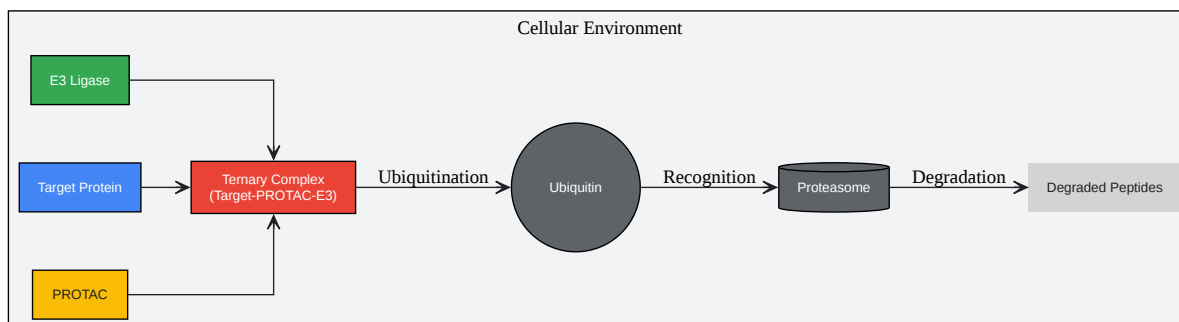 Cellular Environment
E3 Ligase
Target Protein
PROTAC
Ternary Complex
(Target-PROTAC-E3)
Ubiquitination
Ubiquitin
Recognition
Proteasome
Degradation
Degraded Peptides